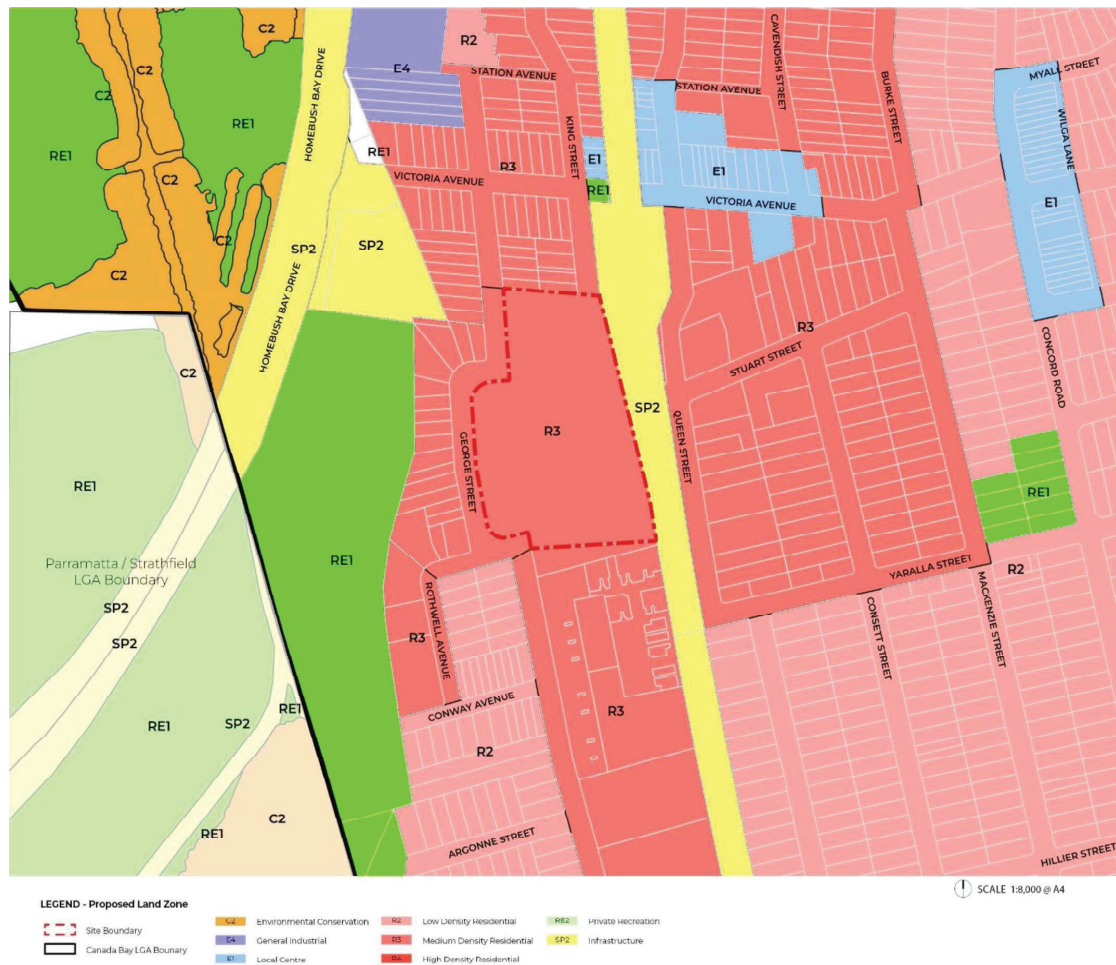 C2
C2
C2
R2
E4
STATION AVENUE
CAVENDISH STREET
BURKE STREET
MYALL STREET
HOMEBUSH BAY DRIVE
STATION AVENUE
C2
RE1
RE1
KING STREET
WILGA LANE
RE1
R3
E1
E1
C2
VICTORIA AVENUE
RE1
VICTORIA AVENUE
E1
C2
SP2
SP2
C2
HOMEBUSH BAY DRIVE
R3
STUART STREET
CONCORD ROAD
C2
SP2
QUEEN STREET
R3
GEORGE STREET
RE1
RE1
RE1
Parramatta / Strathfield
LGA Boundary
YARALLA STREET
R2
SP2
ROTHWELL AVENUE
CONSETT STREET
MACKENZIE STREET
R3
SP2
RE1
CONWAY AVENUE
R3
RE1
SP2
R2
RE1
C2
ARGONNE STREET
HILLIER STREET
SCALE 1:8,000 @ A4
LEGEND - Proposed Land Zone
Site Boundary
Canada Bay LGA Bounary
C2 Environmental Conservation
E4 General Industrial
E1 Local Centre
R2 Low Density Residential
R3 Medium Density Residential
R4 High Density Residential
RE2 Private Recreation
SP2 Infrastructure